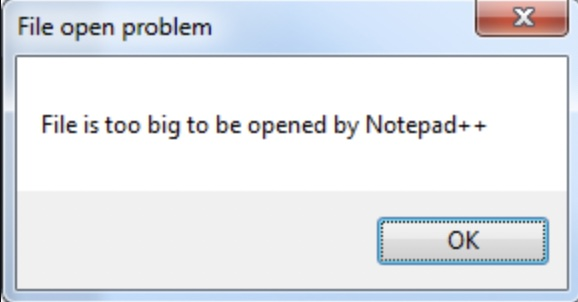 File open problem
File is too big to be opened by Notepad++
OK